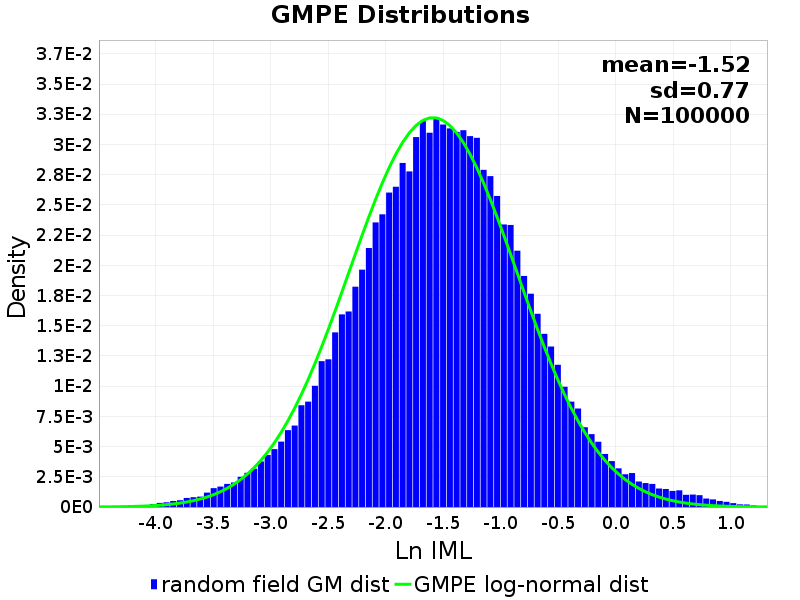 GMPE Distributions
mean=-1.52
sd=0.77
N=100000
Density
3.7E-2
3.5E-2
3.3E-2
3E-2
2.8E-2
2.5E-2
2.2E-2
2E-2
1.8E-2
1.5E-2
1.3E-2
1E-2
7.5E-3
5E-3
2.5E-3
0E0
-4.0 -3.5 -3.0 -2.5 -2.0 -1.5 -1.0 -0.5 0.0 0.5 1.0
Ln IML
random field GM dist GMPE log-normal dist